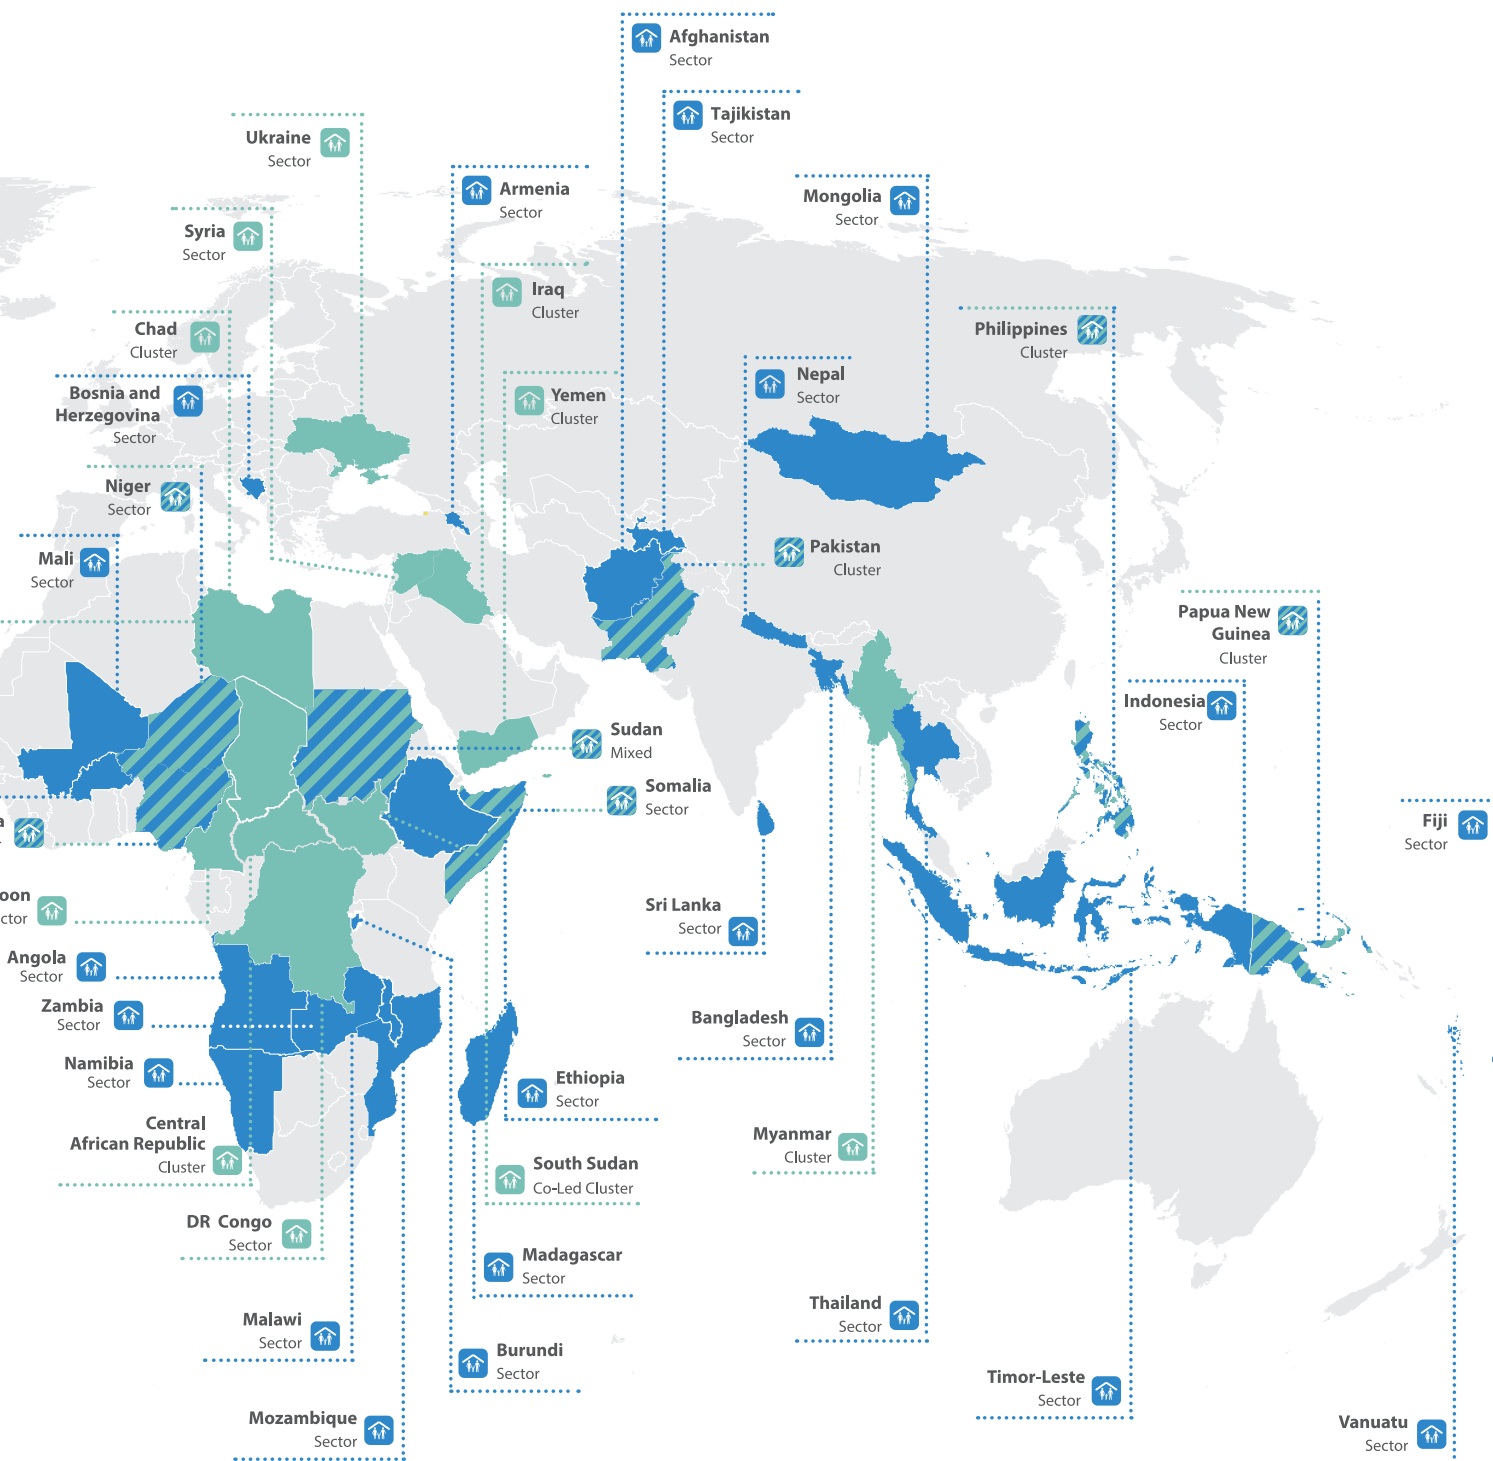 Afghanistan
Sector
Tajikistan
Sector
Ukraine
Sector
Armenia
Sector
Mongolia
Sector
Syria
Sector
Iraq
Cluster
Chad
Cluster
Philippines
Cluster
Bosnia and
Herzegovina
Sector
Yemen
Cluster
Nepal
Sector
Niger
Sector
Mali
Sector
Pakistan
Cluster
Papua New
Guinea
Cluster
Indonesia
Sector
Sudan
Mixed
Somalia
Sector
a
Fiji
Sector
oon
ctor
Sri Lanka
Sector
Angola
Sector
Zambia
Sector
Bangladesh
Sector
Namibia
Sector
Ethiopia
Sector
Central
African Republic
Cluster
Myanmar
Cluster
South Sudan
Co-Led Cluster
DR Congo
Sector
Madagascar
Sector
Thailand
Sector
Malawi
Sector
Burundi
Sector
Timor-Leste
Sector
Mozambique
Sector
Vanuatu
Sector